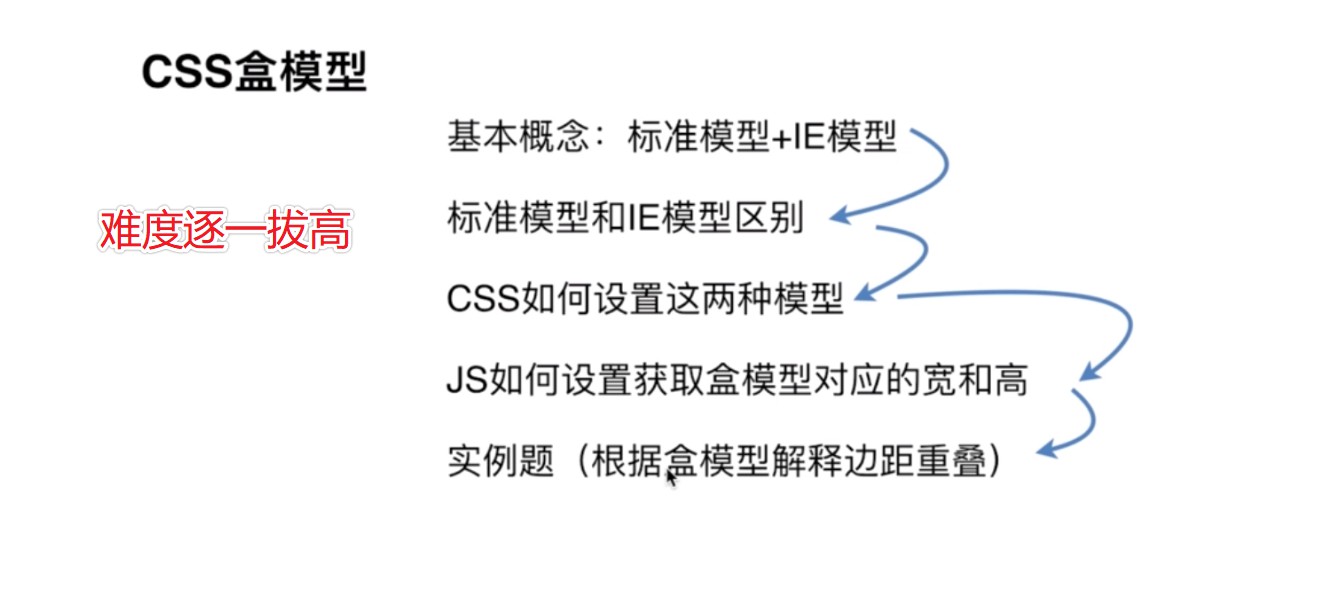 CSS盒模型
基本概念：标准模型+IE模型
难度逐一拔高
标准模型和IE模型区别
CSS如何设置这两种模型
JS如何设置获取盒模型对应的宽和高
实例题（根据盒模型解释边距重叠）